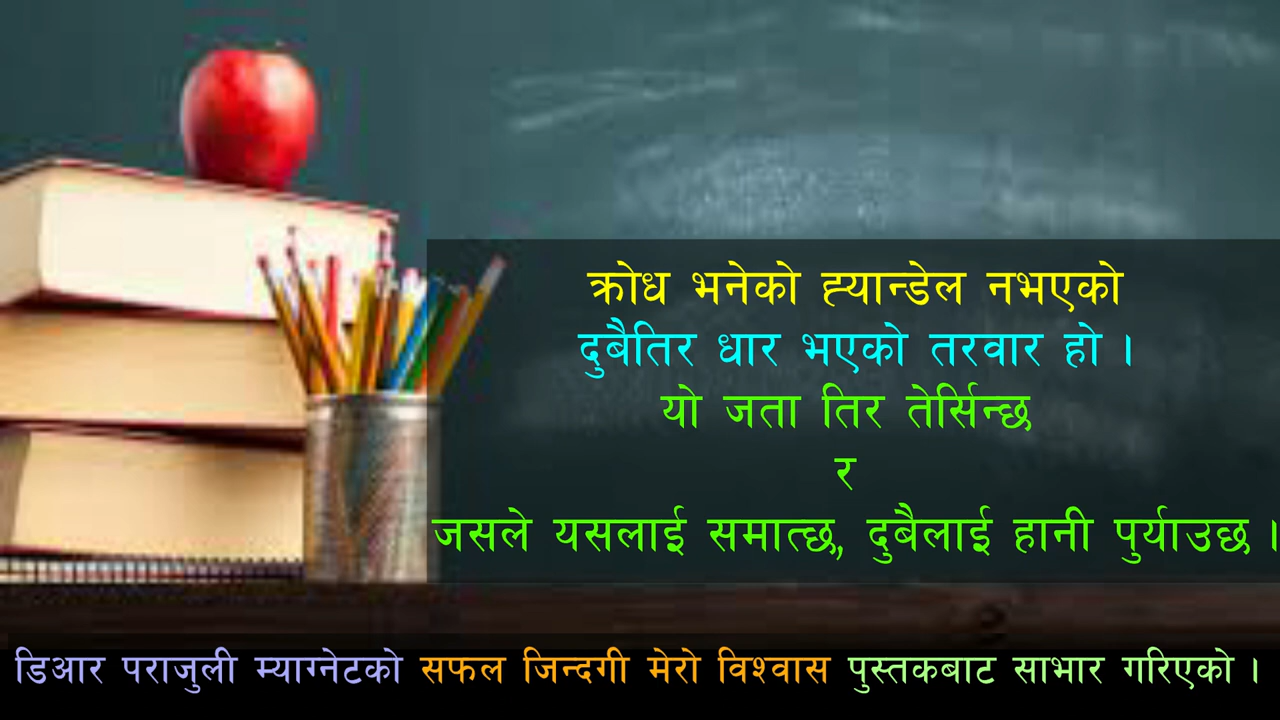 क्रोध भनेको ह्यान्डेल नभएको
दुबैतिर धार भएको तरवार हो ।
यो जता तिर तेर्सिन्छ
र
जसले यसलाई समात्छ, दुबैलाई हानी पुर्याउछ ।
डिआर पराजुली म्याग्नेटको सफल जिन्दगी मेरो विश्वास पुस्तकबाट साभार गरिएको ।